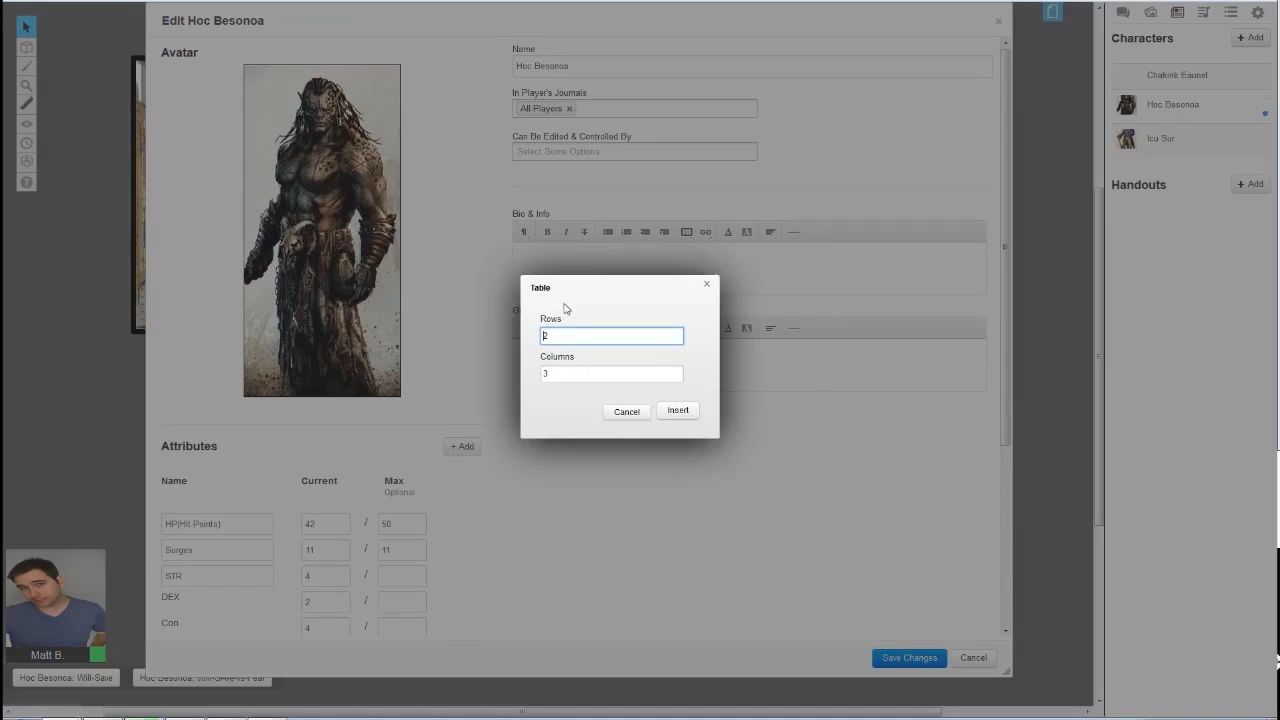 Edit Hoc Besonoa
×
Avatar
Name
Hoc Besonoa
In Player's Journals
All Players ×
Can Be Edited & Controlled By
Select Some Options
Bio & Info
¶ B I T A A
G
A A
Table
×
Rows
2
Columns
3
Cancel
Insert
Attributes
+ Add
Name
Current
Max
Optional
HP(Hit Points)
42 / 50
Surges
11 / 11
STR
4 /
DEX
2 /
Con
4 /
Save Changes
Cancel
Matt B.
Hoc Besonoa: Will-Save
Characters
+ Add
Chakink Eaunel
Hoc Besonoa
Icu Sur
Handouts
+ Add